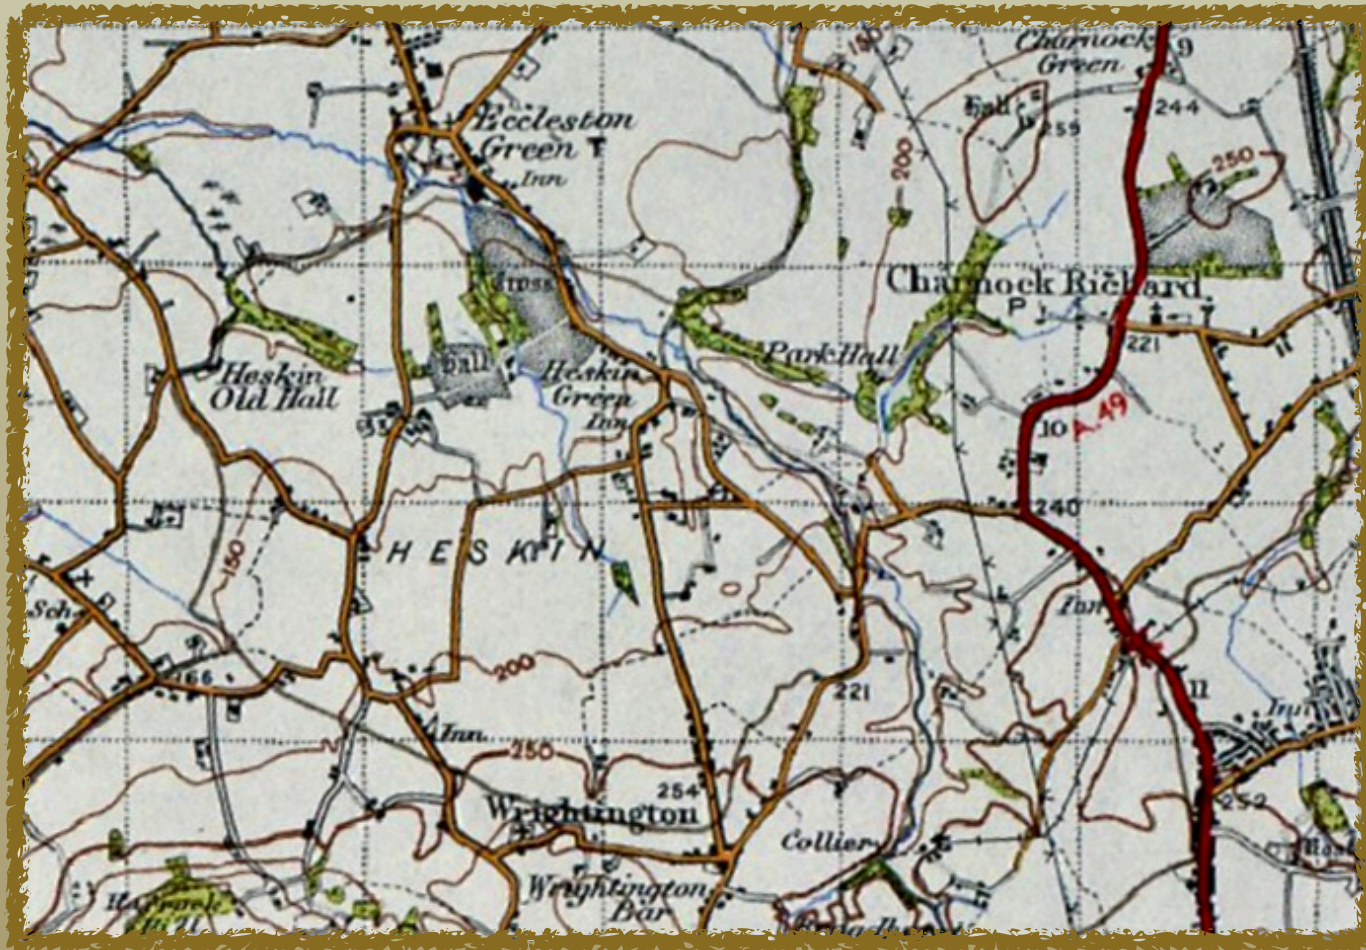 Charnock
Green
9
150
Hall
244
259
Eccleston
Green T
Inn
200
250
Cross
Charnock Richard
P
221
Hall
Park Hall
Heskin
Old Hall
Heskin
Green
Inn
10
A.49
240
HESKIN
150
Sch.
Inn
200
166
221
11
Inn
Inn
250
254
252
Wrightington
Collier
Wrightington
Bar
Hill